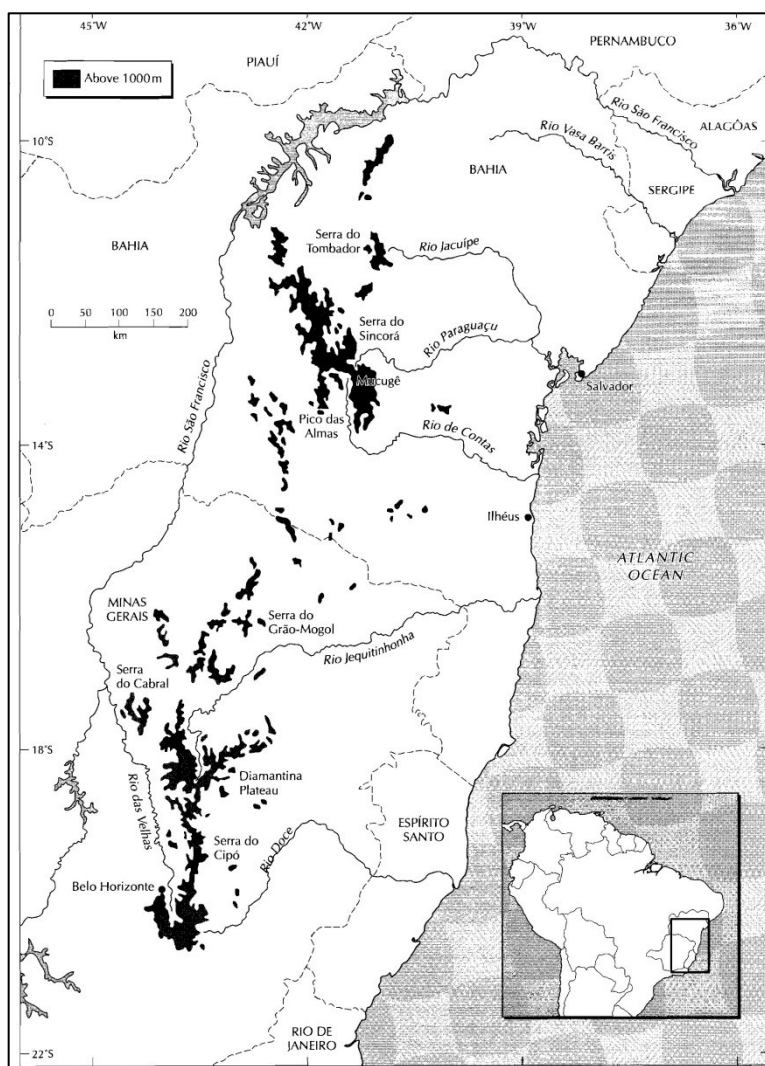 45°W
42°W
39°W
36°W
PERNAMBUCO
PIAUÍ
Above 1000m
Rio São Francisco
ALAGÔAS
10°S
Rio Vasa Barris
BAHIA
SERGIPE
BAHIA
Serra do
Tombador
Rio Jacuípe
0 50 100 150 200
km
Serra do
Sincorá
Rio Paraguaçu
Mucugê
Salvador
Rio São Francisco
Pico das
Almas
Rio de Contas
14°S
Ilhéus
ATLANTIC
OCEAN
MINAS
GERAIS
Serra do
Grão-Mogol
Rio Jequitinhonha
Serra
do Cabral
18°S
Diamantina
Plateau
Rio das Velhas
ESPÍRITO
SANTO
Serra do
Cipó
Rio Doce
Belo Horizonte
RIO DE
JANEIRO
22°S